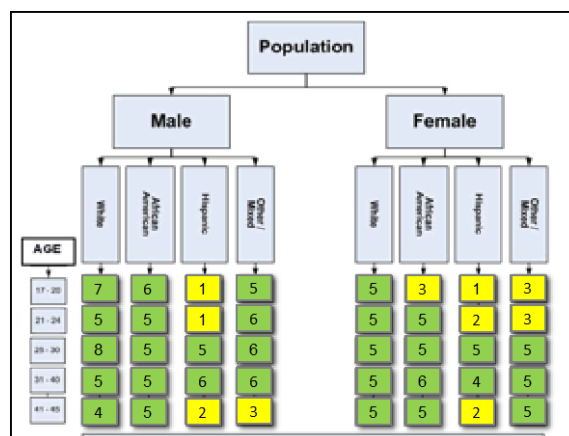 Population
Male Female
White African American Hispanic Other / Mixed White African American Hispanic Other / Mixed
AGE
17 - 20 7 6 1 5 5 3 1 3
21 - 24 5 5 1 6 5 5 2 3
25 - 30 8 5 5 6 5 5 5 5
31 - 40 5 5 6 6 5 6 4 5
41 - 45 4 5 2 3 5 5 2 5